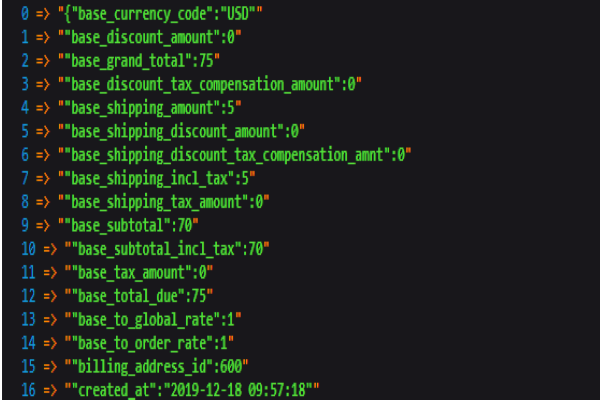 0 => "{"base_currency_code":"USD""
1 => ""base_discount_amount":0"
2 => ""base_grand_total":75"
3 => ""base_discount_tax_compensation_amount":0"
4 => ""base_shipping_amount":5"
5 => ""base_shipping_discount_amount":0"
6 => ""base_shipping_discount_tax_compensation_amnt":0"
7 => ""base_shipping_incl_tax":5"
8 => ""base_shipping_tax_amount":0"
9 => ""base_subtotal":70"
10 => ""base_subtotal_incl_tax":70"
11 => ""base_tax_amount":0"
12 => ""base_total_due":75"
13 => ""base_to_global_rate":1"
14 => ""base_to_order_rate":1"
15 => ""billing_address_id":600"
16 => ""created_at":"2019-12-18 09:57:18""